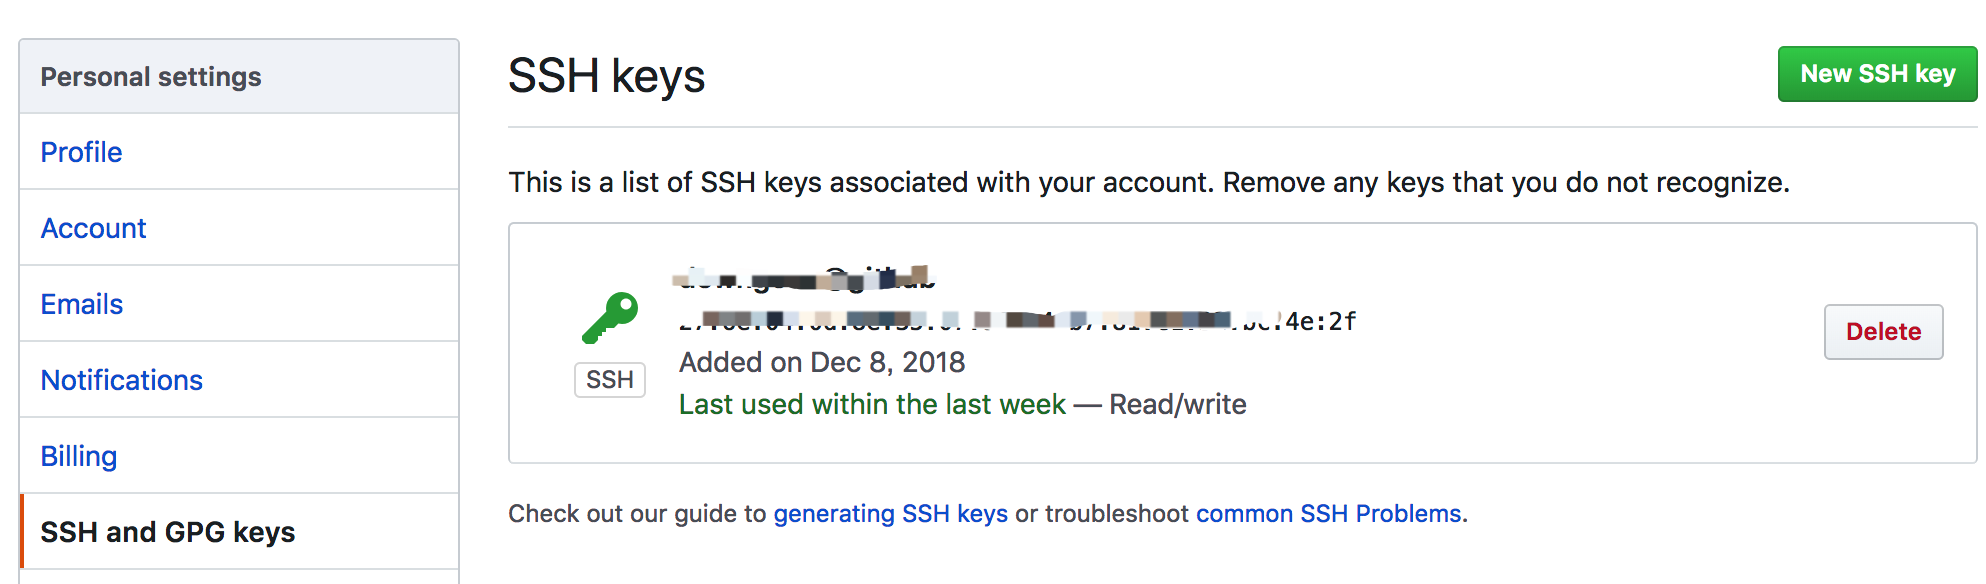 Personal settings
Profile
Account
Emails
Notifications
Billing
SSH and GPG keys
SSH keys
New SSH key
This is a list of SSH keys associated with your account. Remove any keys that you do not recognize.
SSH
:4e:2f
Added on Dec 8, 2018
Last used within the last week — Read/write
Delete
Check out our guide to generating SSH keys or troubleshoot common SSH Problems.